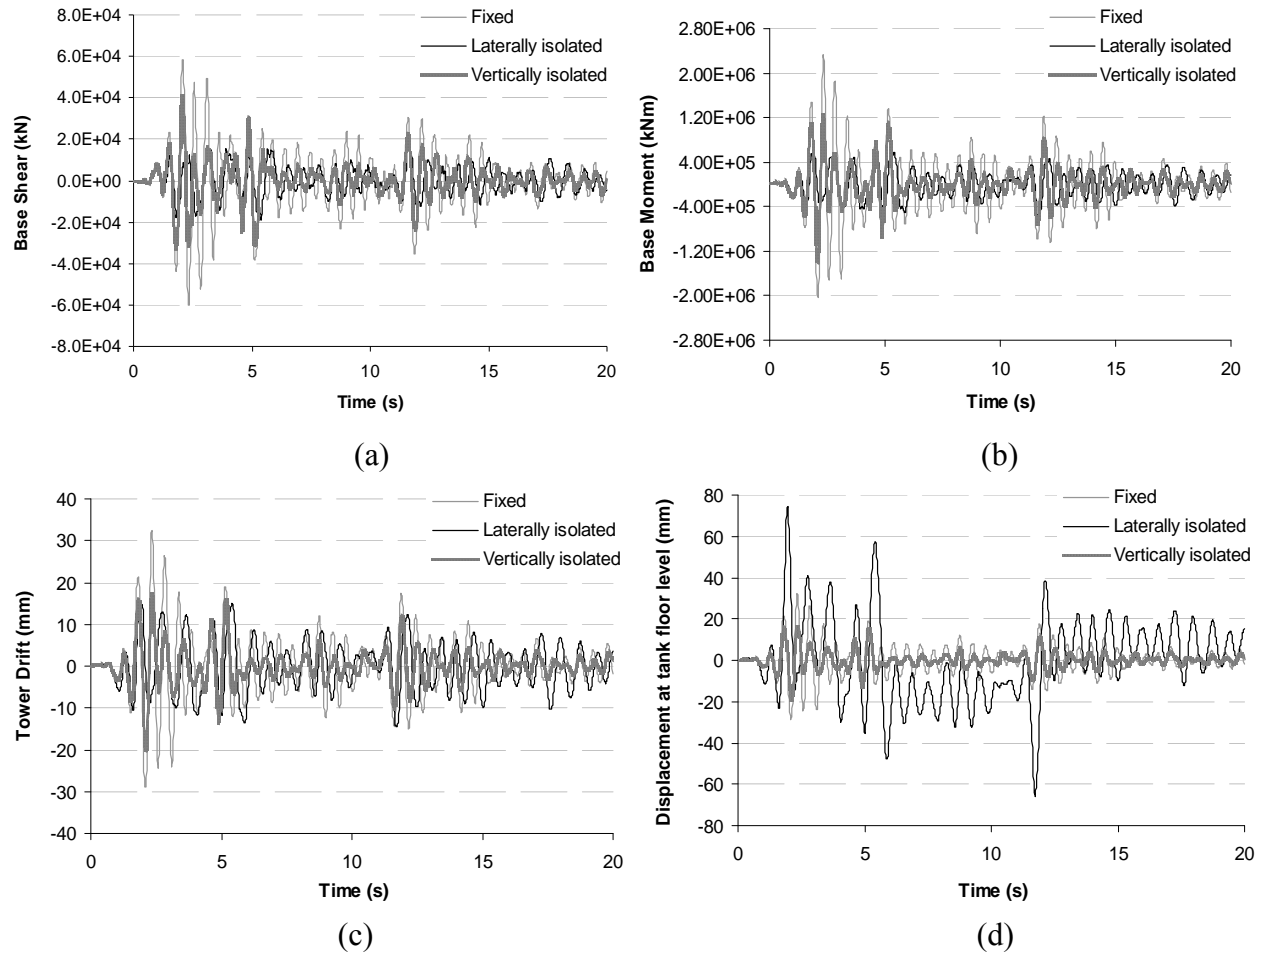 8.0E+04
6.0E+04
4.0E+04
2.0E+04
0.0E+00
-2.0E+04
-4.0E+04
-6.0E+04
-8.0E+04
Base Shear (kN)
Fixed
Laterally isolated
Vertically isolated
0 5 10 15 20
Time (s)
(a)
2.80E+06
2.00E+06
1.20E+06
4.00E+05
-4.00E+05
-1.20E+06
-2.00E+06
-2.80E+06
Base Moment (kNm)
Fixed
Laterally isolated
Vertically isolated
0 5 10 15 20
Time (s)
(b)
40
30
20
10
0
-10
-20
-30
-40
Tower Drift (mm)
Fixed
Laterally isolated
Vertically isolated
0 5 10 15 20
Time (s)
(c)
80
60
40
20
0
-20
-40
-60
-80
Displacement at tank floor level (mm)
Fixed
Laterally isolated
Vertically isolated
0 5 10 15 20
Time (s)
(d)